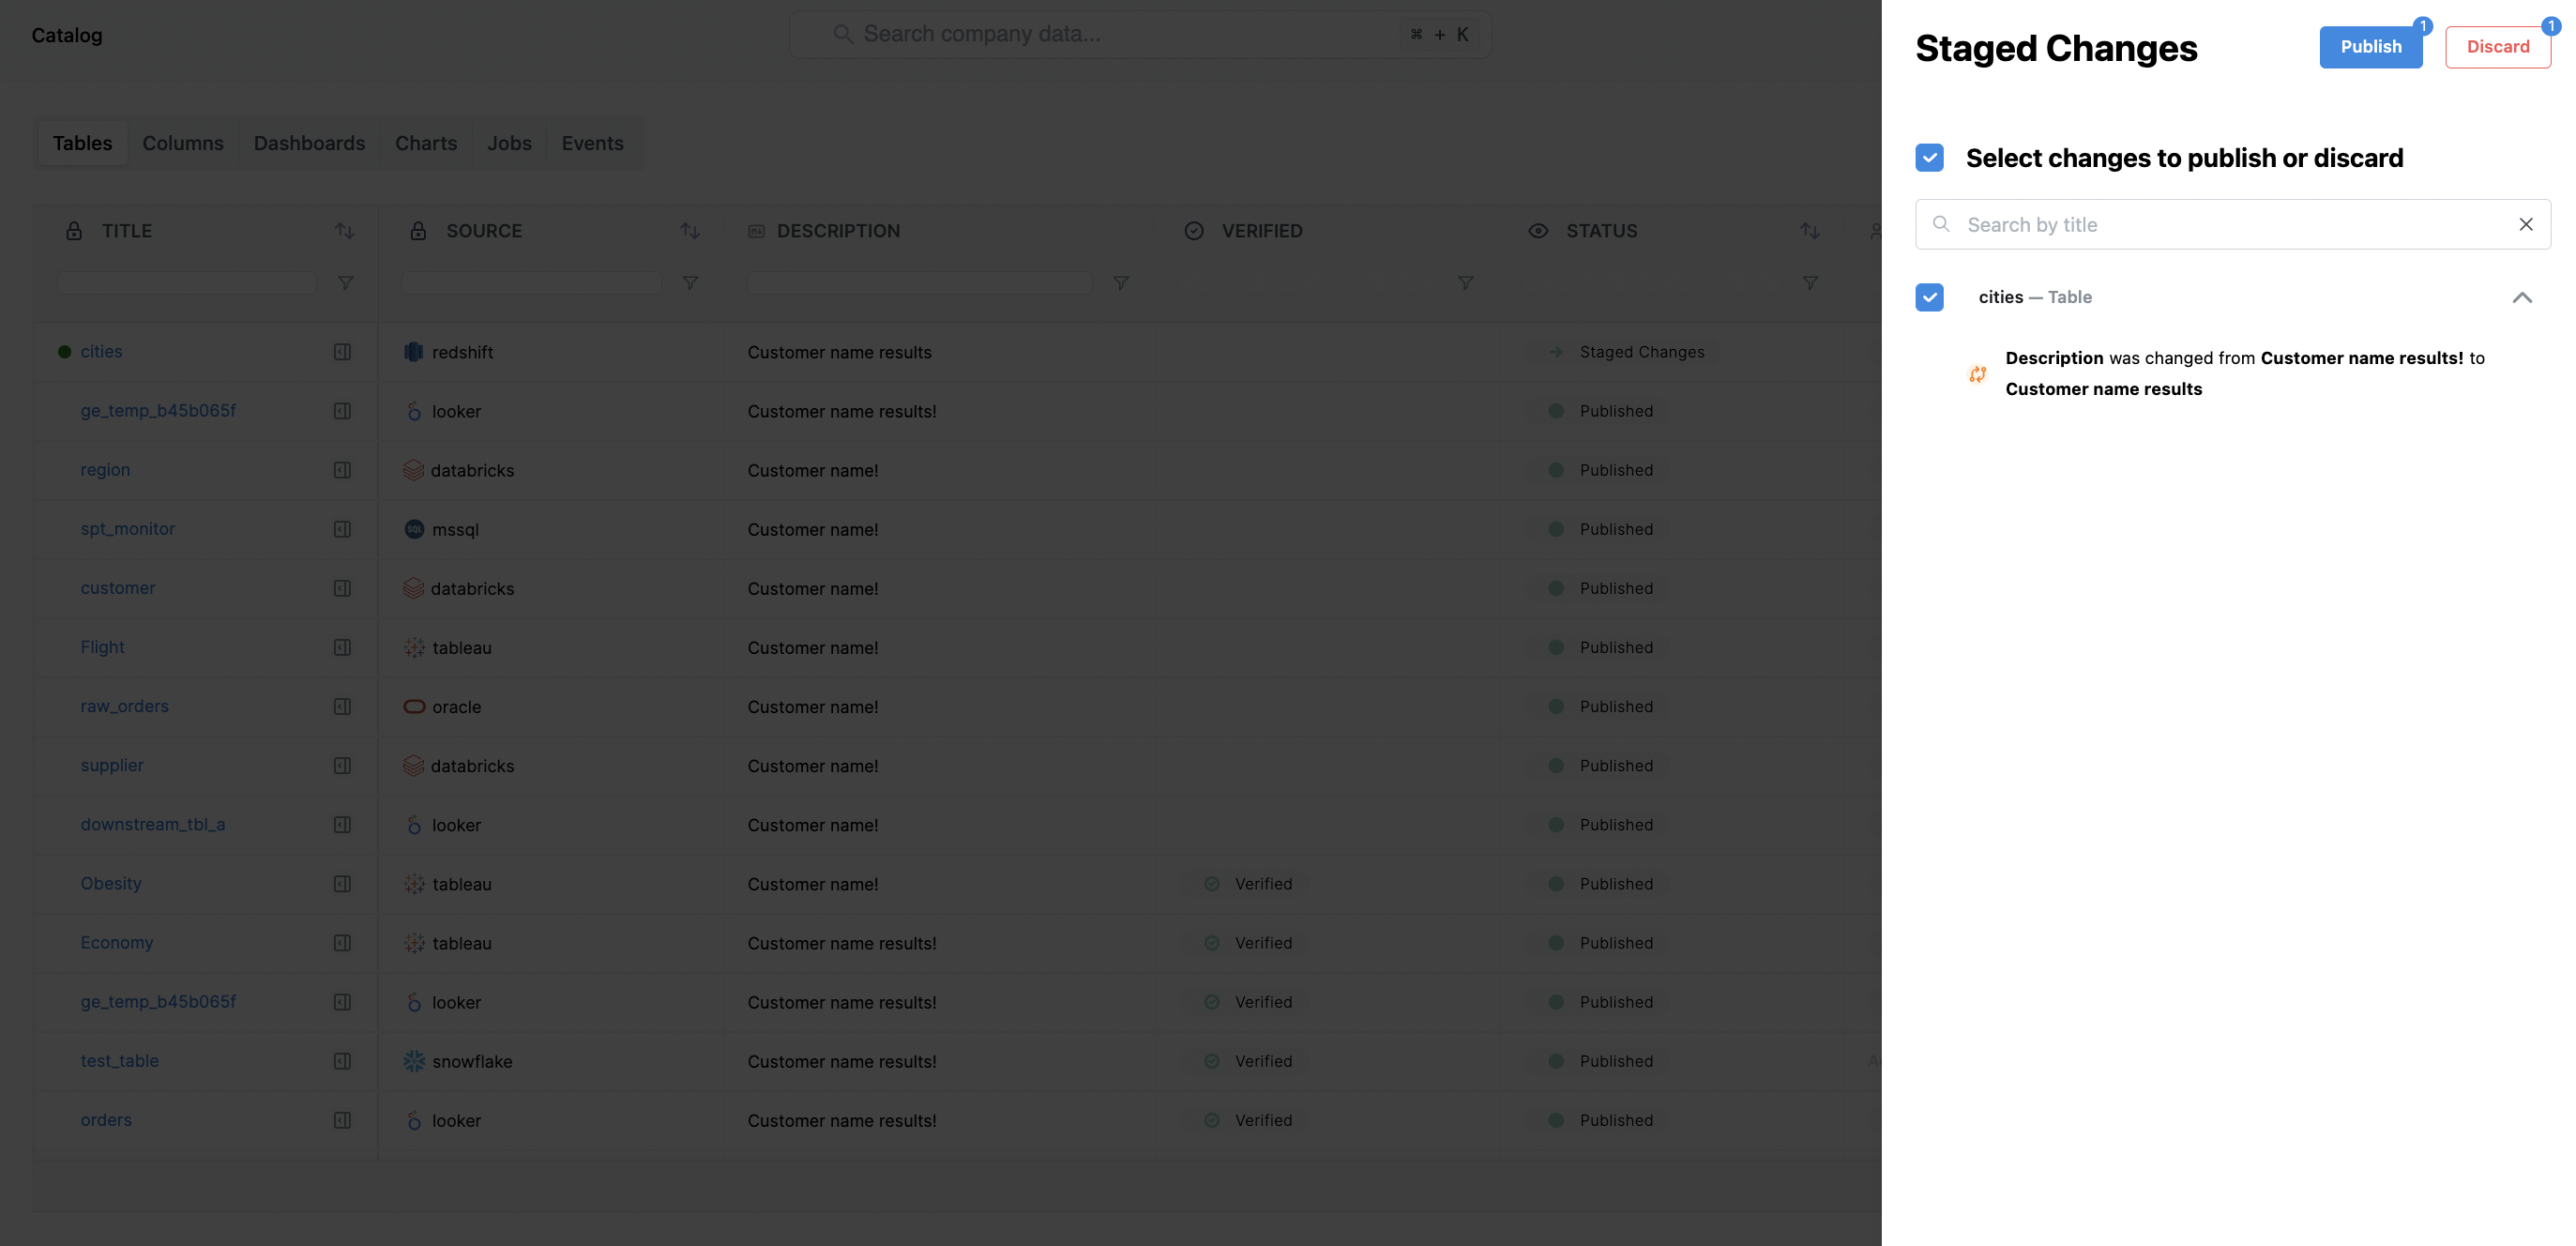 Catalog
Search company data...
⌘ + K
Tables Columns Dashboards Charts Jobs Events
TITLE SOURCE DESCRIPTION VERIFIED STATUS
cities redshift Customer name results Staged Changes
ge_temp_b45b065f looker Customer name results! Published
region databricks Customer name! Published
spt_monitor mssql Customer name! Published
customer databricks Customer name! Published
Flight tableau Customer name! Published
raw_orders oracle Customer name! Published
supplier databricks Customer name! Published
downstream_tbl_a looker Customer name! Published
Obesity tableau Customer name! Verified Published
Economy tableau Customer name results! Verified Published
ge_temp_b45b065f looker Customer name results! Verified Published
test_table snowflake Customer name results! Verified Published
orders looker Customer name results! Verified Published
Staged Changes
Publish 1
Discard 1
Select changes to publish or discard
Search by title
cities — Table
Description was changed from Customer name results! to
Customer name results